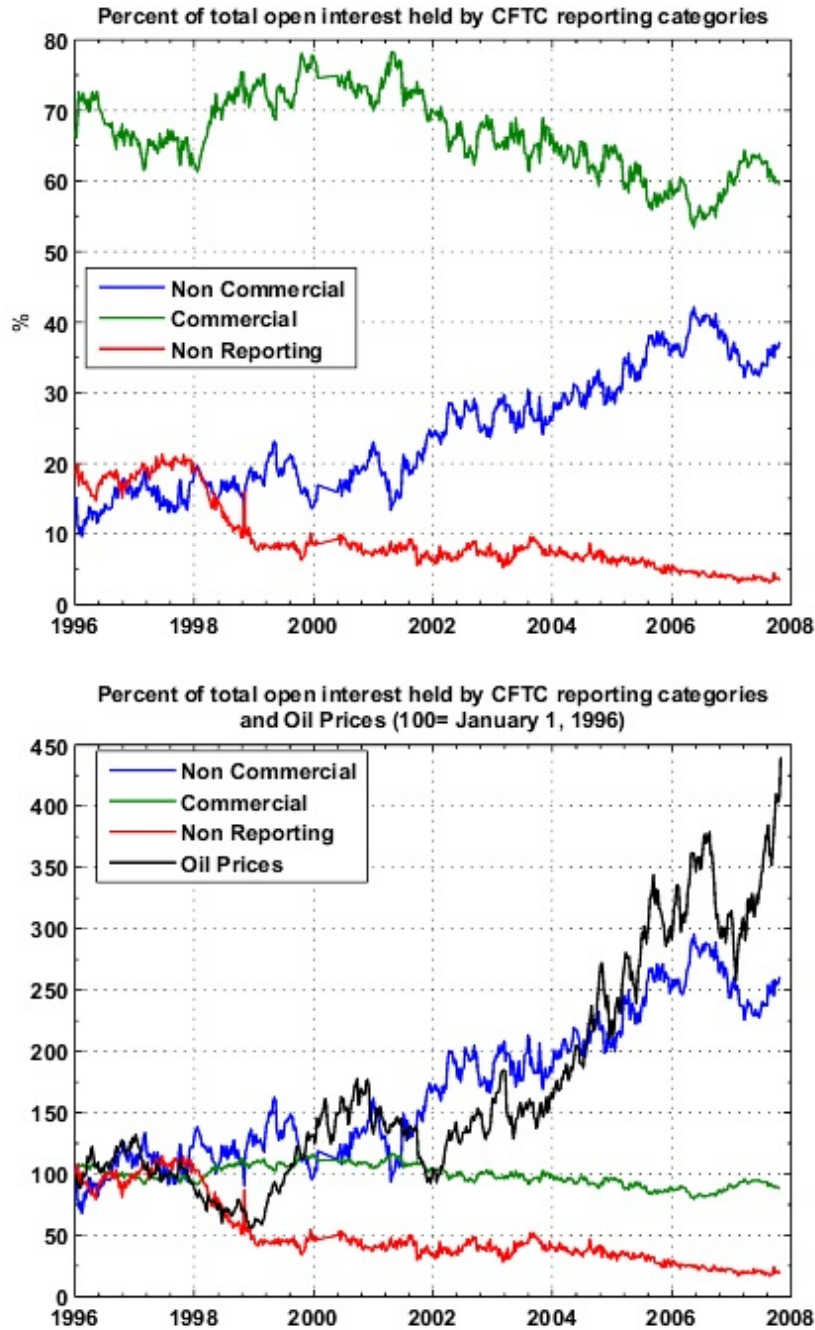 Percent of total open interest held by CFTC reporting categories
80
70
60
50
40
30
20
10
0
%
Non Commercial
Commercial
Non Reporting
1996 1998 2000 2002 2004 2006 2008
Percent of total open interest held by CFTC reporting categories
and Oil Prices (100= January 1, 1996)
450
400
350
300
250
200
150
100
50
0
Non Commercial
Commercial
Non Reporting
Oil Prices
1996 1998 2000 2002 2004 2006 2008